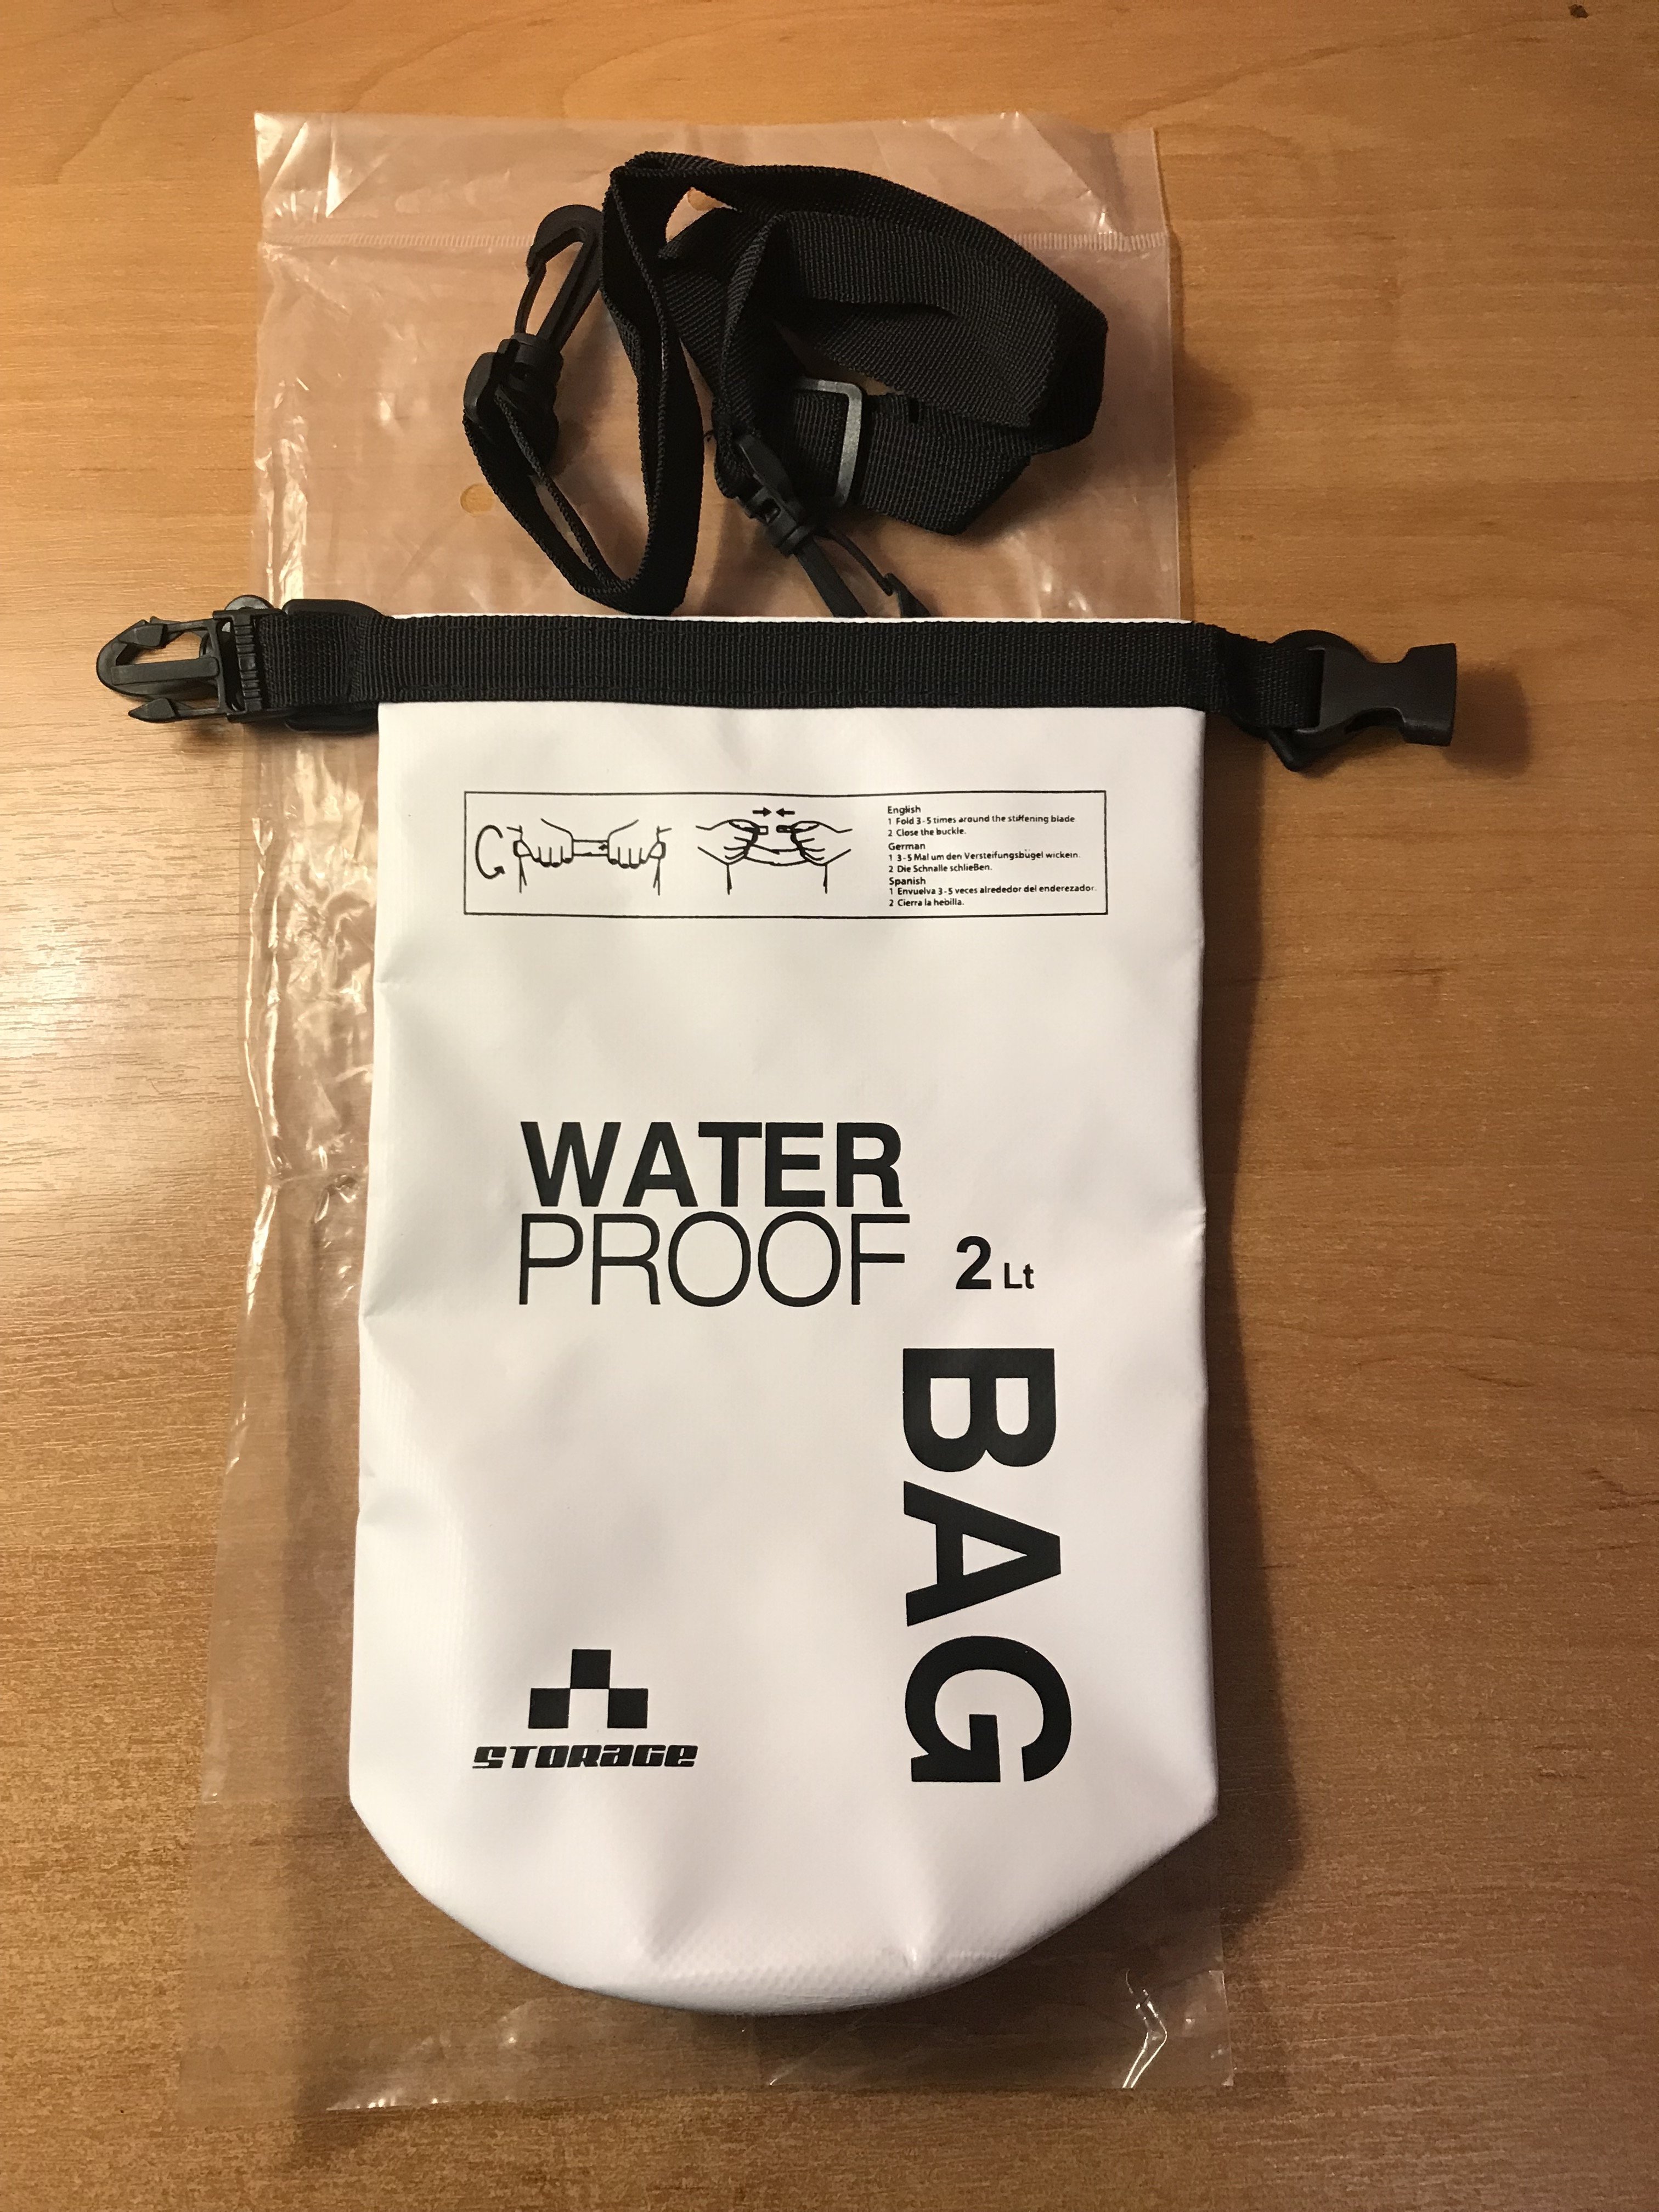 English
1 Fold 3-5 times around the stiffening blade
2 Close the buckle.
German
1 3-5 Mal um den Versteifungsbügel wickein.
2 Die Schnalle schließen.
Spanish
1 Envuelva 3-5 veces alrededor del enderezador.
2 Cierra la hebilla.
WATER
PROOF
2 Lt
BAG
STORAGE